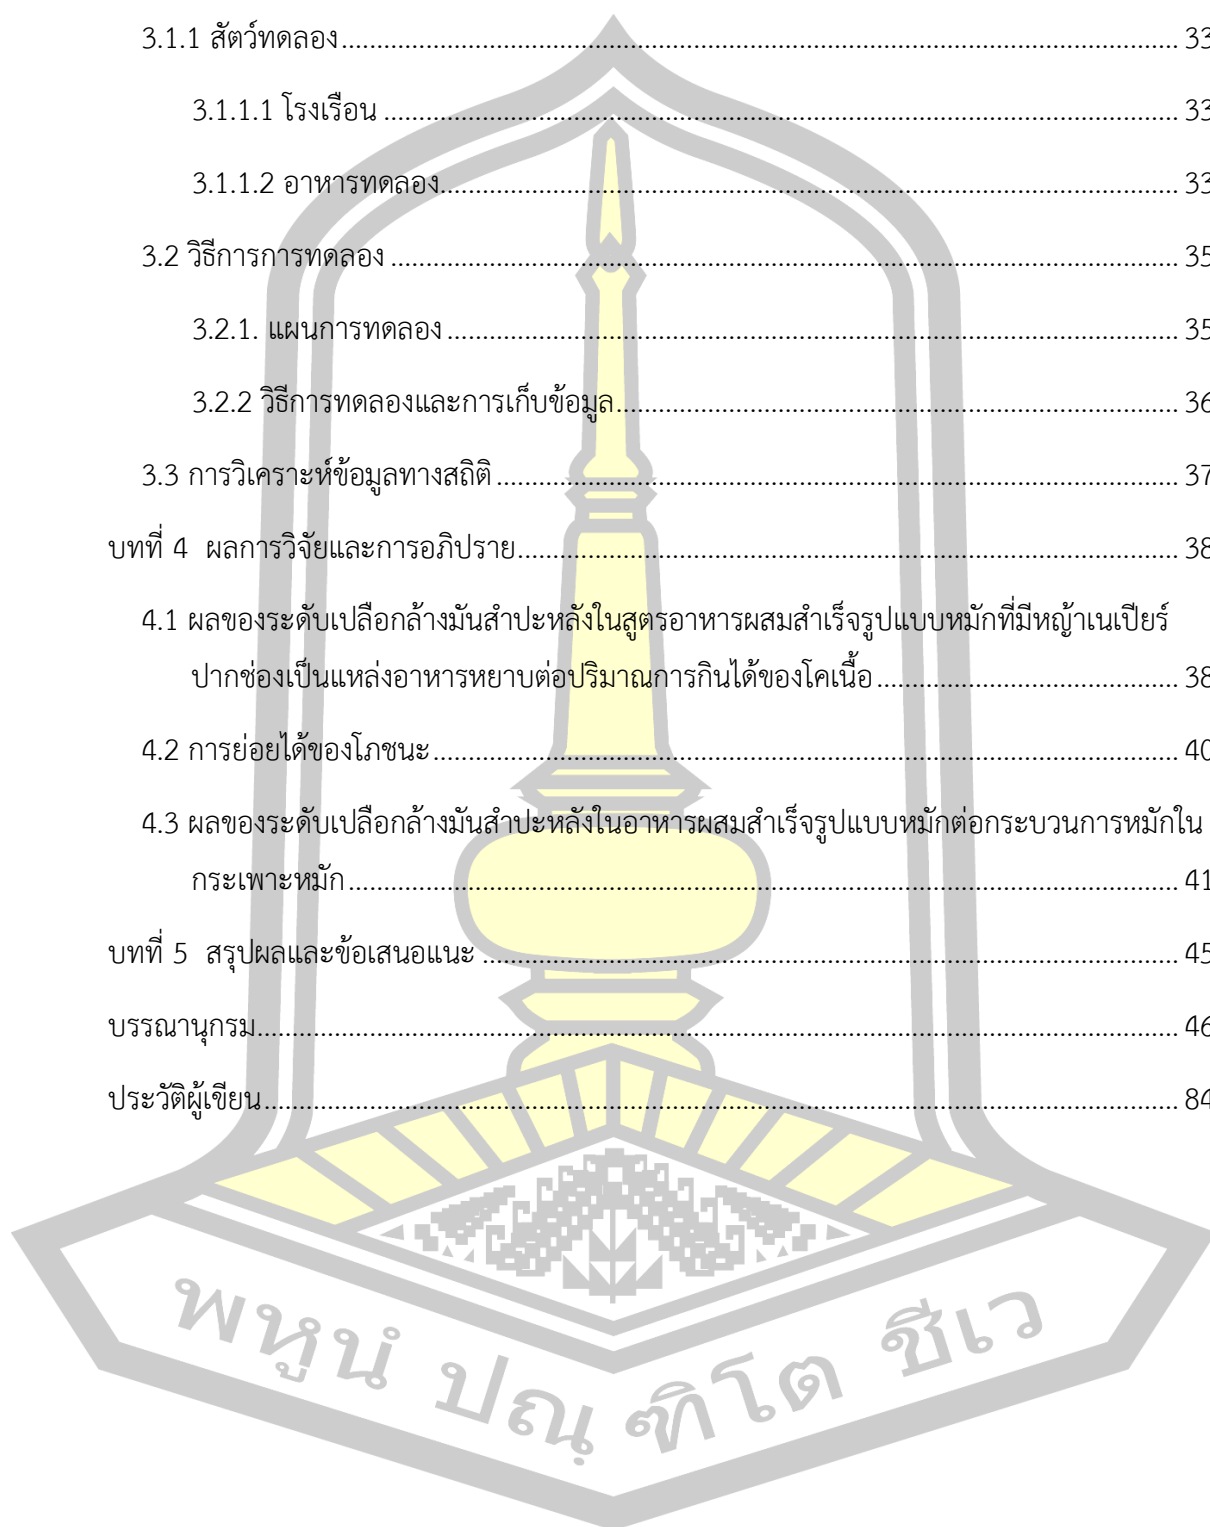 3.1.1 สัตว์ทดลอง........................................................ 33
3.1.1.1 โรงเรือน........................................................ 33
3.1.1.2 อาหารทดลอง........................................................ 33
3.2 วิธีการการทดลอง........................................................ 35
3.2.1. แผนการทดลอง........................................................ 35
3.2.2 วิธีการทดลองและการเก็บข้อมูล........................................................ 36
3.3 การวิเคราะห์ข้อมูลทางสถิติ........................................................ 37
บทที่ 4 ผลการวิจัยและการอภิปราย........................................................ 38
4.1 ผลของระดับเปลือกล้างมันสำปะหลังในสูตรอาหารผสมสำเร็จรูปแบบหมักที่มีหญ้าเนเปียร์
ปากช่องเป็นแหล่งอาหารหยาบต่อปริมาณการกินได้ของโคเนื้อ........................................................ 38
4.2 การย่อยได้ของโภชนะ........................................................ 40
4.3 ผลของระดับเปลือกล้างมันสำปะหลังในอาหารผสมสำเร็จรูปแบบหมักต่อกระบวนการหมักใน
กระเพาะหมัก........................................................ 41
บทที่ 5 สรุปผลและข้อเสนอแนะ........................................................ 45
บรรณานุกรม........................................................ 46
ประวัติผู้เขียน........................................................ 84
พหูนํ ปณฺฑิโต ชีเว